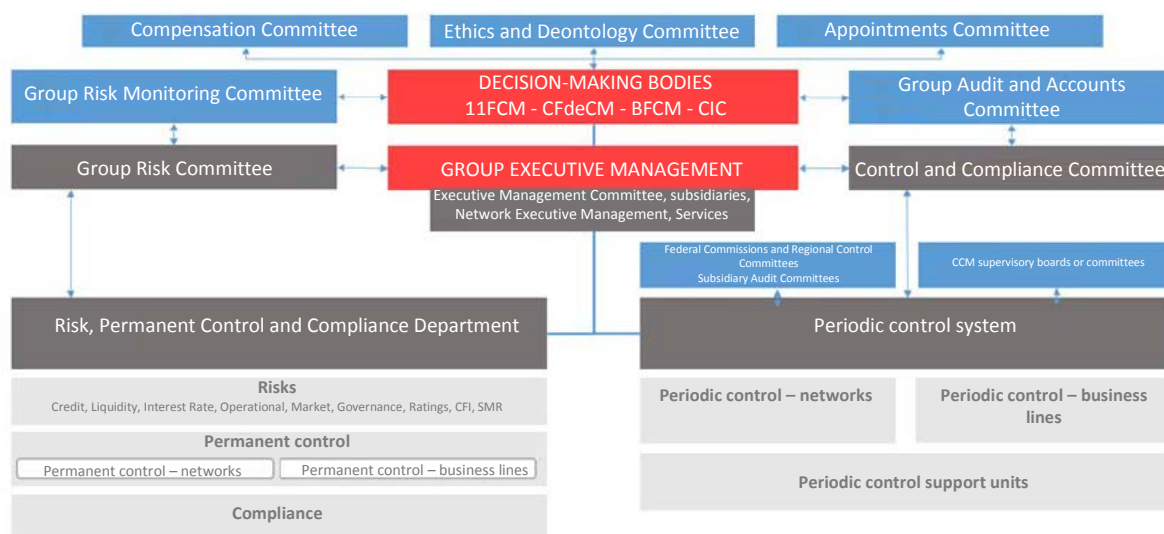 Compensation Committee
Ethics and Deontology Committee
Appointments Committee
Group Risk Monitoring Committee
DECISION-MAKING BODIES
11FCM - CFdeCM - BFCM - CIC
Group Audit and Accounts
Committee
Group Risk Committee
GROUP EXECUTIVE MANAGEMENT
Control and Compliance Committee
Executive Management Committee, subsidiaries,
Network Executive Management, Services
Federal Commissions and Regional Control
Committees
Subsidiary Audit Committees
CCM supervisory boards or committees
Risk, Permanent Control and Compliance Department
Periodic control system
Risks
Credit, Liquidity, Interest Rate, Operational, Market, Governance, Ratings, CFI, SMR
Permanent control
Permanent control – networks
Permanent control – business lines
Compliance
Periodic control – networks
Periodic control – business
lines
Periodic control support units